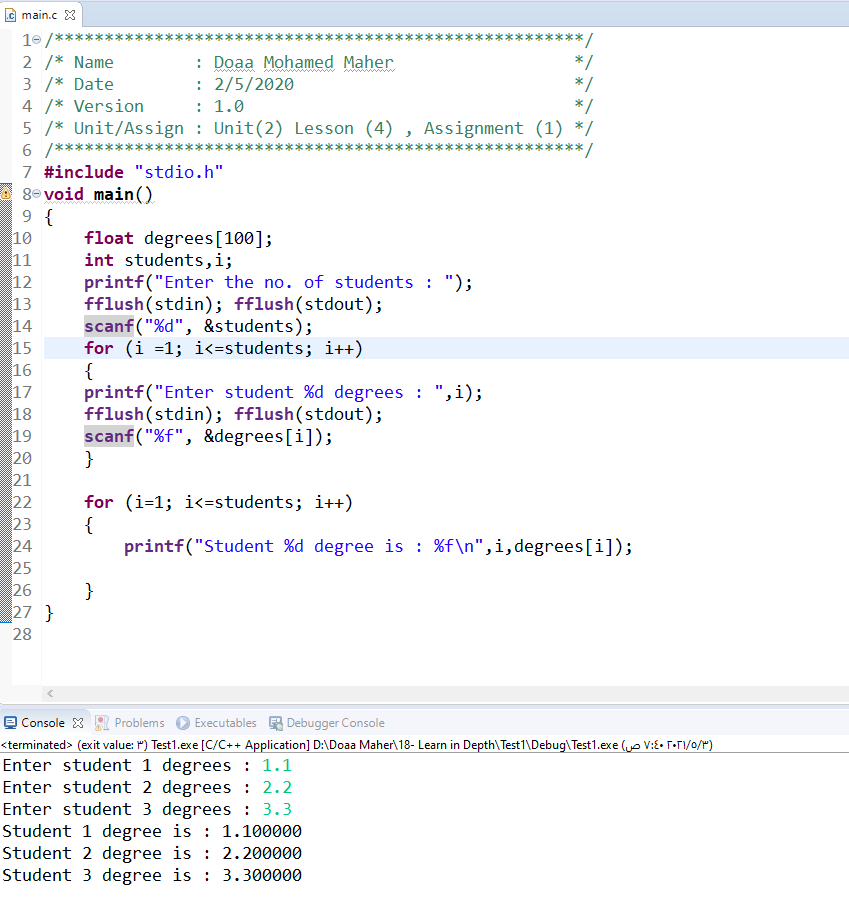 main.c
1 /*****************************************************/
2 /* Name        : Doaa Mohamed Maher                  */
3 /* Date        : 2/5/2020                            */
4 /* Version     : 1.0                                 */
5 /* Unit/Assign : Unit(2) Lesson (4) , Assignment (1) */
6 /*****************************************************/
7 #include "stdio.h"
8 void main()
9 {
10     float degrees[100];
11     int students,i;
12     printf("Enter the no. of students : ");
13     fflush(stdin); fflush(stdout);
14     scanf("%d", &students);
15     for (i =1; i<=students; i++)
16     {
17     printf("Enter student %d degrees : ",i);
18     fflush(stdin); fflush(stdout);
19     scanf("%f", &degrees[i]);
20     }
21
22     for (i=1; i<=students; i++)
23     {
24         printf("Student %d degree is : %f\n",i,degrees[i]);
25
26     }
27 }
28
Console Problems Executables Debugger Console
<terminated> (exit value: ٣) Test1.exe [C/C++ Application] D:\Doaa Maher\18- Learn in Depth\Test1\Debug\Test1.exe (٢٠٢١/٥/٣ ٧:٤٠ ص)
Enter student 1 degrees : 1.1
Enter student 2 degrees : 2.2
Enter student 3 degrees : 3.3
Student 1 degree is : 1.100000
Student 2 degree is : 2.200000
Student 3 degree is : 3.300000